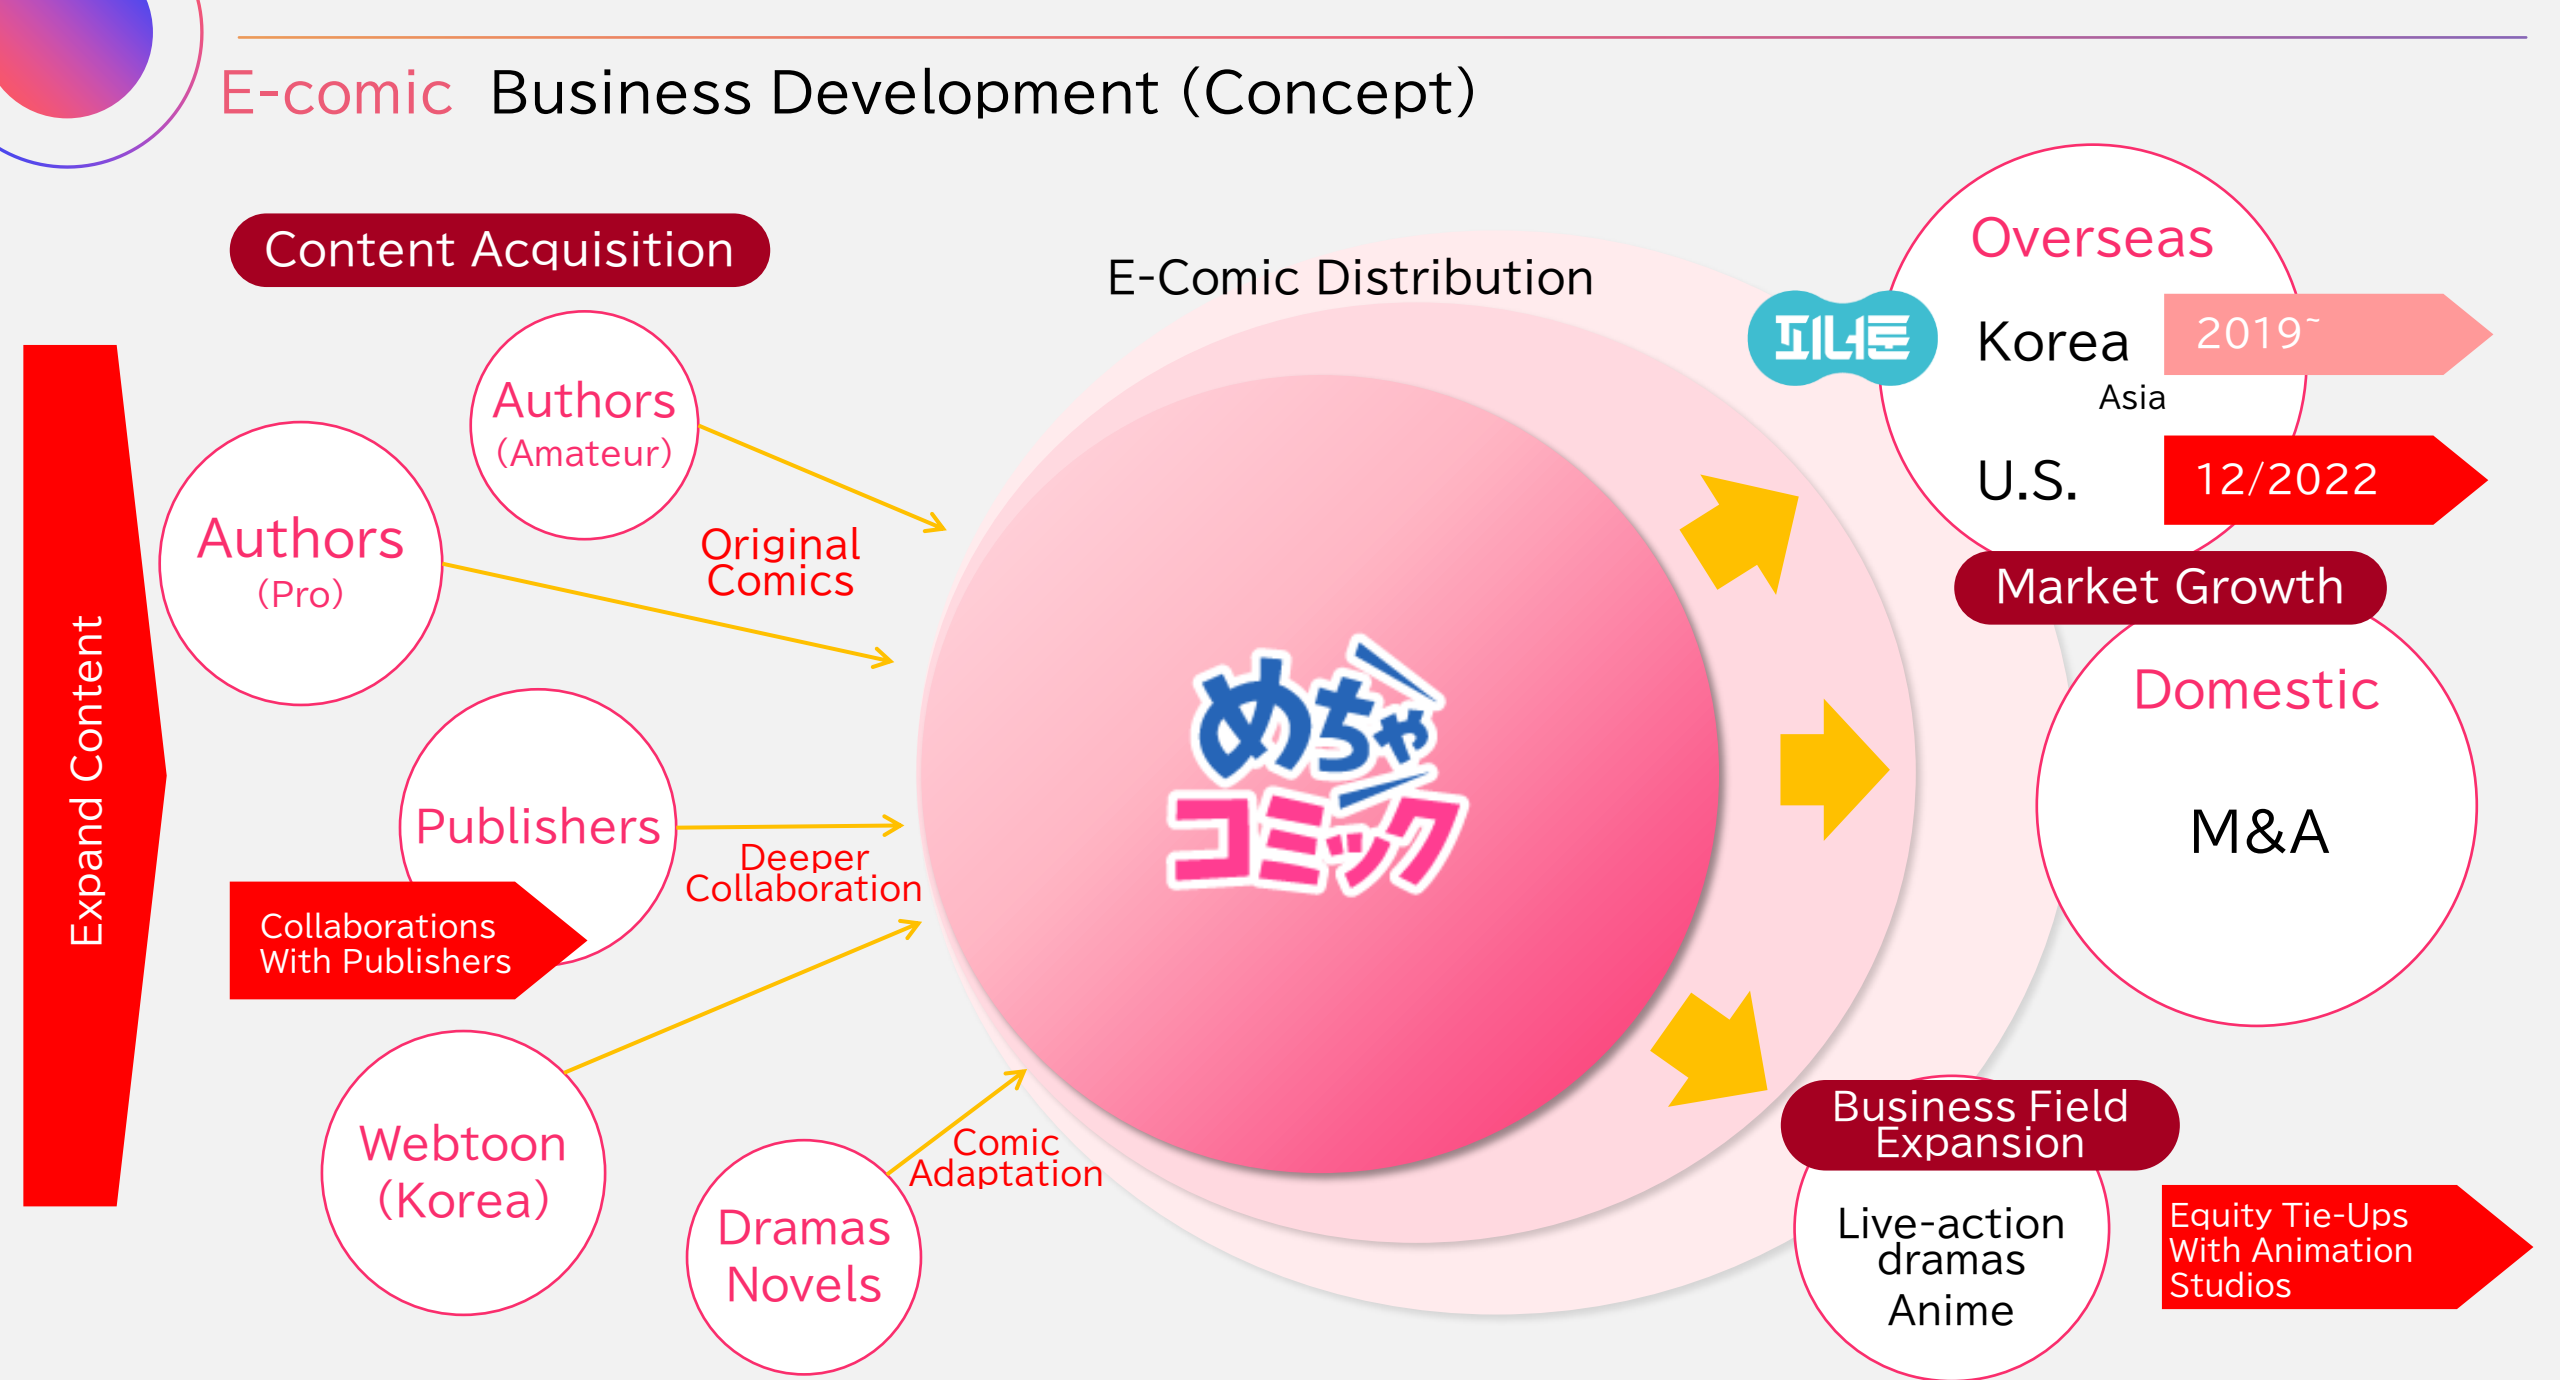 E-comic Business Development (Concept)
Content Acquisition
Expand Content
Authors
(Amateur)
Authors
(Pro)
Original
Comics
Publishers
Deeper
Collaboration
Collaborations
With Publishers
Webtoon
(Korea)
Dramas
Novels
Comic
Adaptation
E-Comic Distribution
めちゃ
コミック
피너툰
Overseas
Korea
2019~
Asia
U.S.
12/2022
Market Growth
Domestic
M&A
Business Field
Expansion
Live-action
dramas
Anime
Equity Tie-Ups
With Animation
Studios